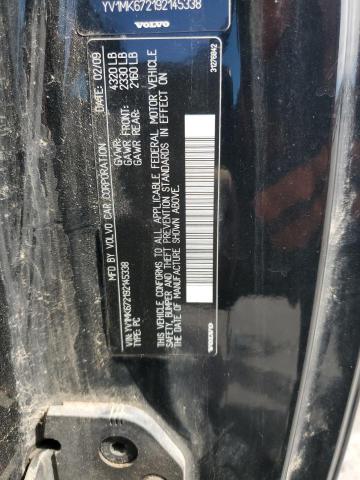 YV1MK672192145338
VOLVO
MFD BY VOLVO CAR CORPORATION
DATE: 02/09
GVWR: 4320 LB
GAWR FRONT: 2330 LB
GAWR REAR: 2160 LB
THIS VEHICLE CONFORMS TO ALL APPLICABLE FEDERAL MOTOR VEHICLE
SAFETY, BUMPER AND THEFT PREVENTION STANDARDS IN EFFECT ON
THE DATE OF MANUFACTURE SHOWN ABOVE.
VIN: YV1MK672192145338
TYPE: PC
VOLVO
31276942